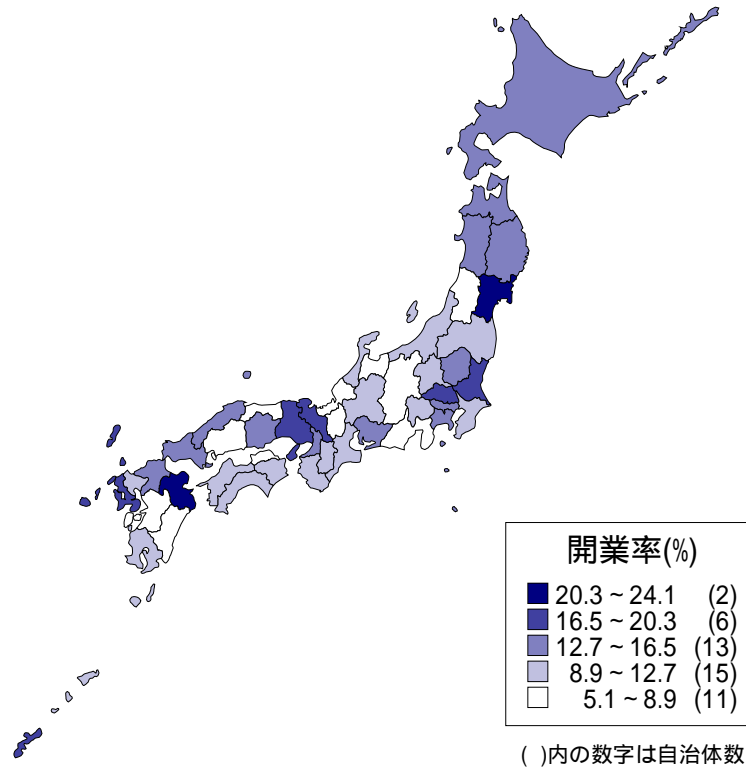 開業率(%)
20.3 ~ 24.1 (2)
16.5 ~ 20.3 (6)
12.7 ~ 16.5 (13)
8.9 ~ 12.7 (15)
5.1 ~ 8.9 (11)
( )内の数字は自治体数